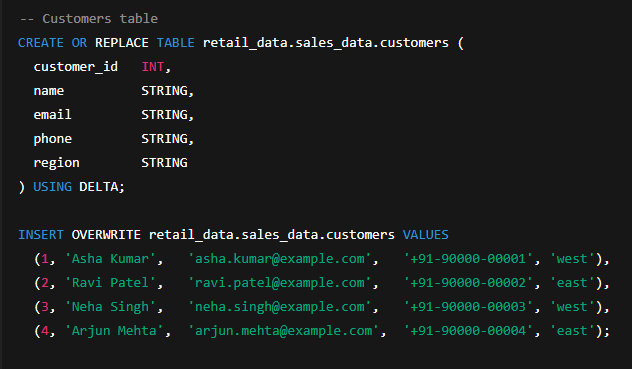 -- Customers table
CREATE OR REPLACE TABLE retail_data.sales_data.customers (
  customer_id   INT,
  name          STRING,
  email         STRING,
  phone         STRING,
  region        STRING
) USING DELTA;

INSERT OVERWRITE retail_data.sales_data.customers VALUES
  (1, 'Asha Kumar',   'asha.kumar@example.com',   '+91-90000-00001', 'west'),
  (2, 'Ravi Patel',   'ravi.patel@example.com',   '+91-90000-00002', 'east'),
  (3, 'Neha Singh',   'neha.singh@example.com',   '+91-90000-00003', 'west'),
  (4, 'Arjun Mehta',  'arjun.mehta@example.com',  '+91-90000-00004', 'east');